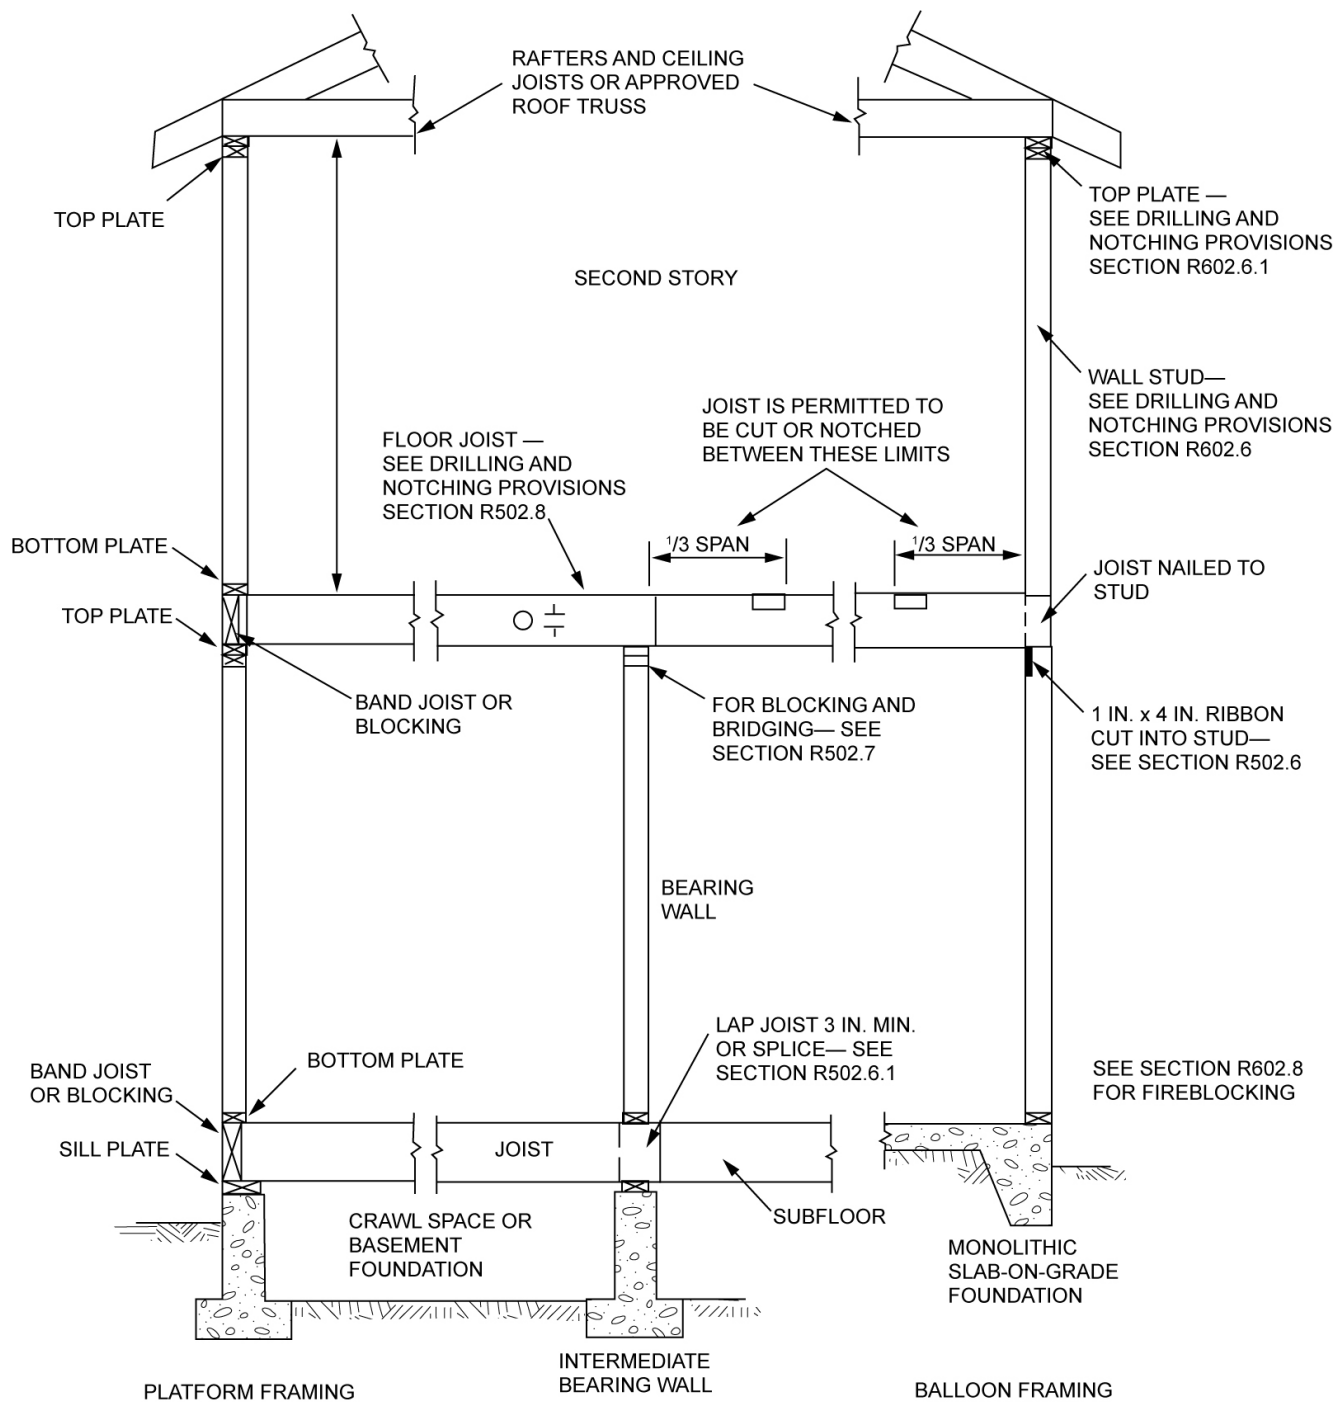 RAFTERS AND CEILING
JOISTS OR APPROVED
ROOF TRUSS
TOP PLATE
TOP PLATE —
SEE DRILLING AND
NOTCHING PROVISIONS
SECTION R602.6.1
SECOND STORY
WALL STUD—
SEE DRILLING AND
NOTCHING PROVISIONS
SECTION R602.6
JOIST IS PERMITTED TO
BE CUT OR NOTCHED
BETWEEN THESE LIMITS
FLOOR JOIST —
SEE DRILLING AND
NOTCHING PROVISIONS
SECTION R502.8
1/3 SPAN
1/3 SPAN
BOTTOM PLATE
JOIST NAILED TO
STUD
TOP PLATE
BAND JOIST OR
BLOCKING
FOR BLOCKING AND
BRIDGING— SEE
SECTION R502.7
1 IN. x 4 IN. RIBBON
CUT INTO STUD—
SEE SECTION R502.6
BEARING
WALL
LAP JOIST 3 IN. MIN.
OR SPLICE— SEE
SECTION R502.6.1
BOTTOM PLATE
BAND JOIST
OR BLOCKING
SEE SECTION R602.8
FOR FIREBLOCKING
SILL PLATE
JOIST
SUBFLOOR
CRAWL SPACE OR
BASEMENT
FOUNDATION
MONOLITHIC
SLAB-ON-GRADE
FOUNDATION
PLATFORM FRAMING
INTERMEDIATE
BEARING WALL
BALLOON FRAMING